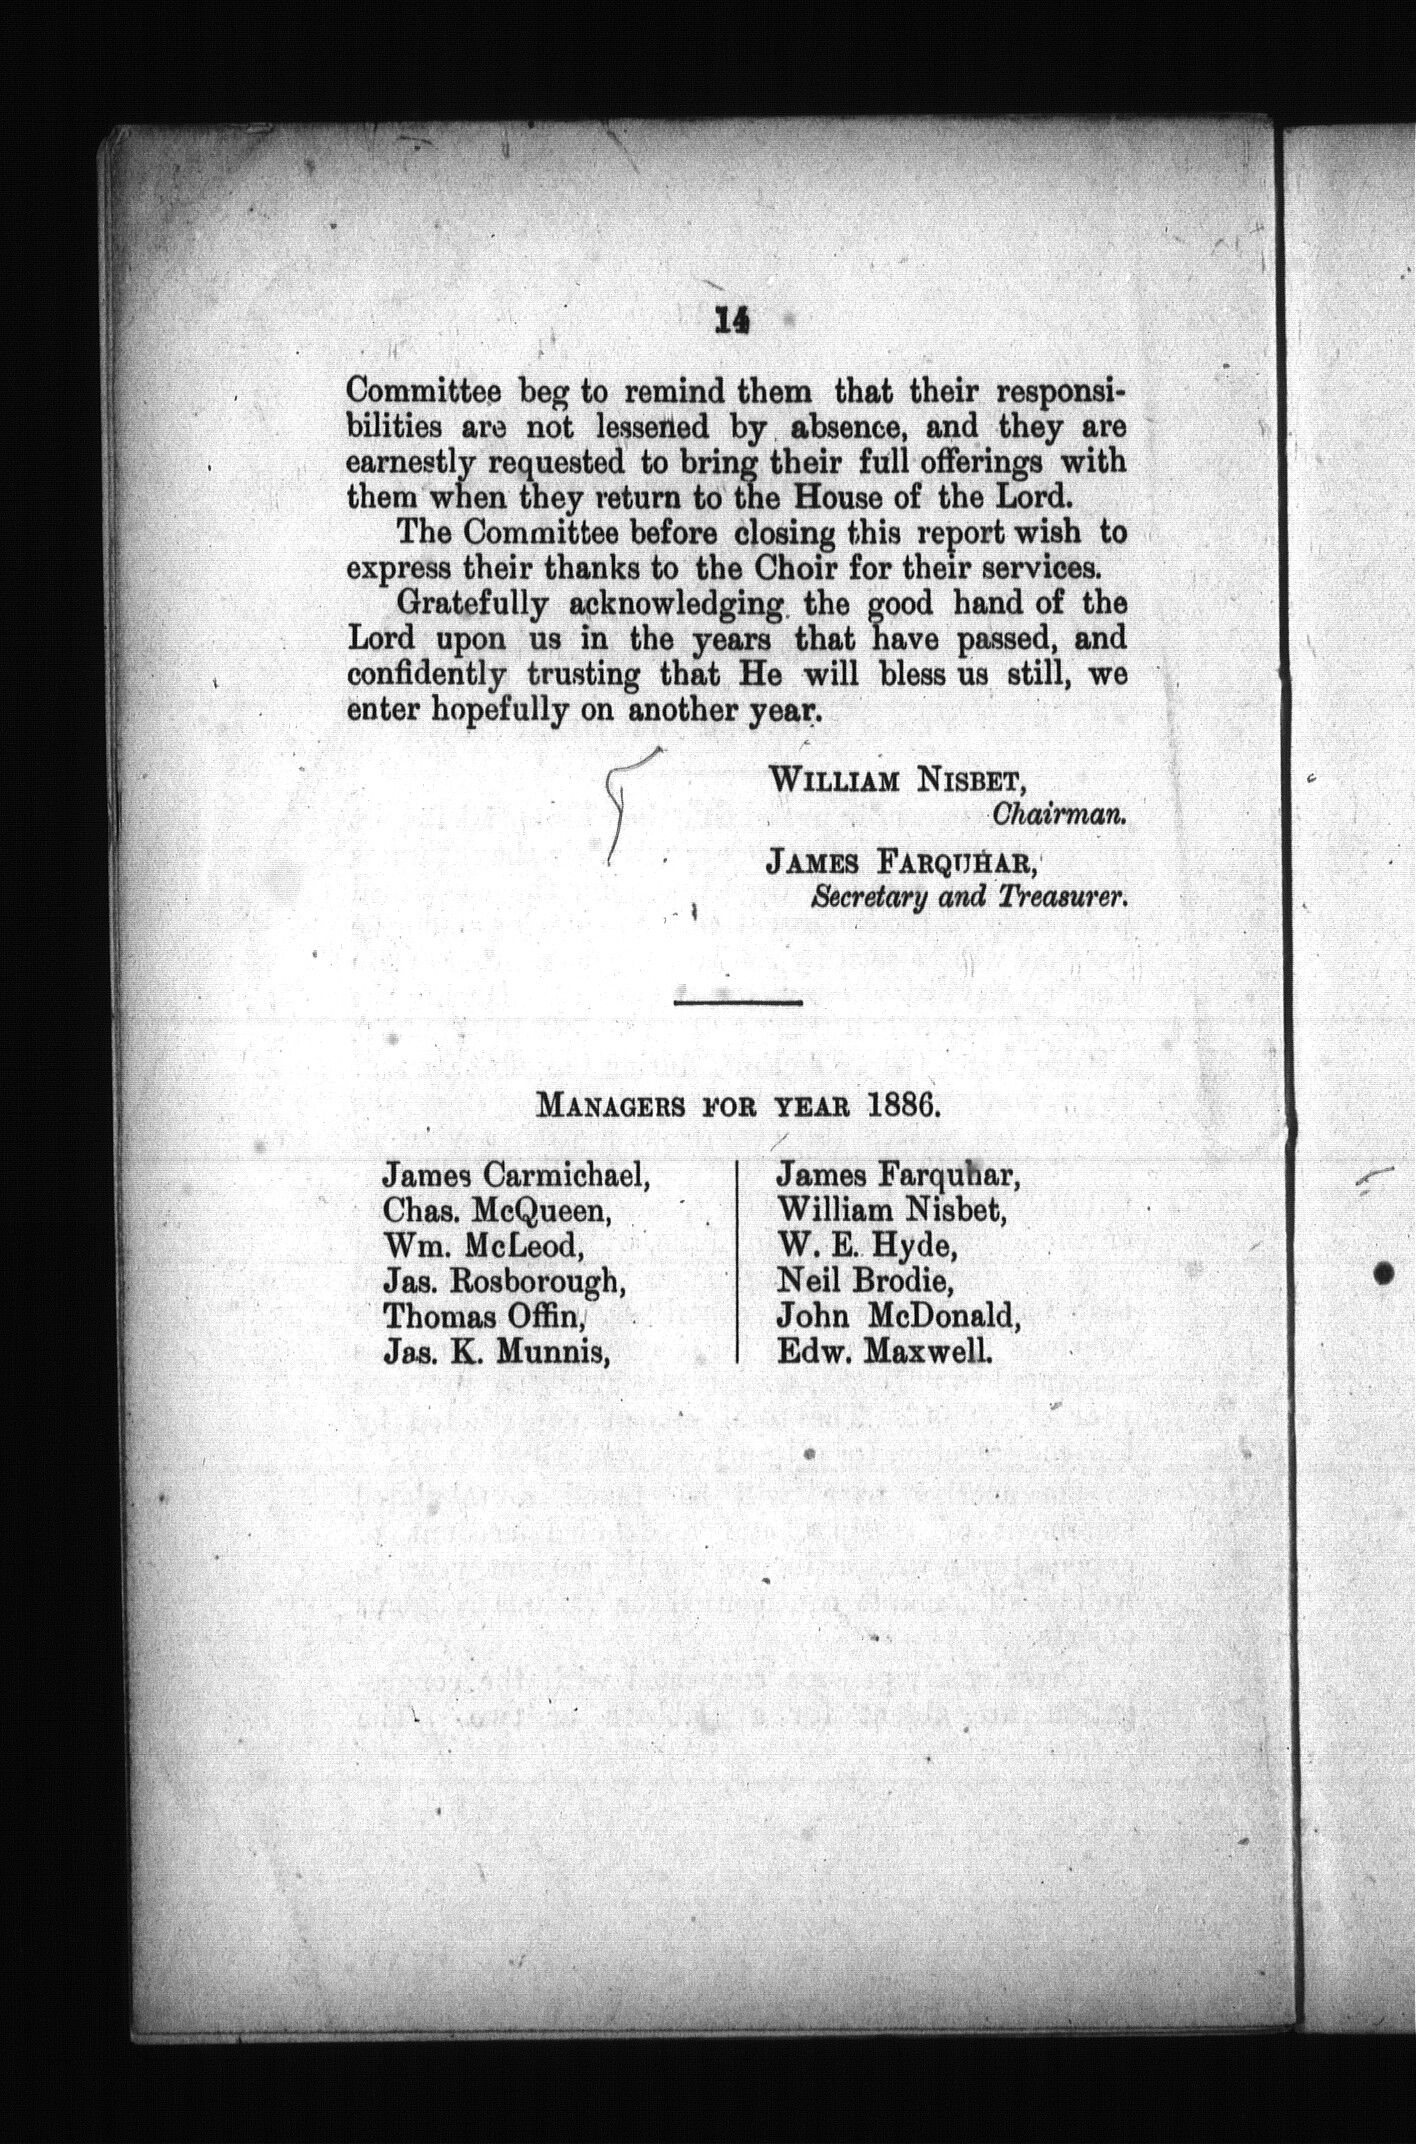 14
Committee beg to remind them that their responsi-
bilities are not lessened by absence, and they are
earnestly requested to bring their full offerings with
them when they return to the House of the Lord.
The Committee before closing this report wish to
express their thanks to the Choir for their services.
Gratefully acknowledging the good hand of the
Lord upon us in the years that have passed, and
confidently trusting that He will bless us still, we
enter hopefully on another year.
WILLIAM NISBET,
Chairman.
JAMES FARQUHAR,
Secretary and Treasurer.
MANAGERS FOR YEAR 1886.
James Carmichael,
Chas. McQueen,
Wm. McLeod,
Jas. Rosborough,
Thomas Offin,
Jas. K. Munnis,
James Farquhar,
William Nisbet,
W. E. Hyde,
Neil Brodie,
John McDonald,
Edw. Maxwell.